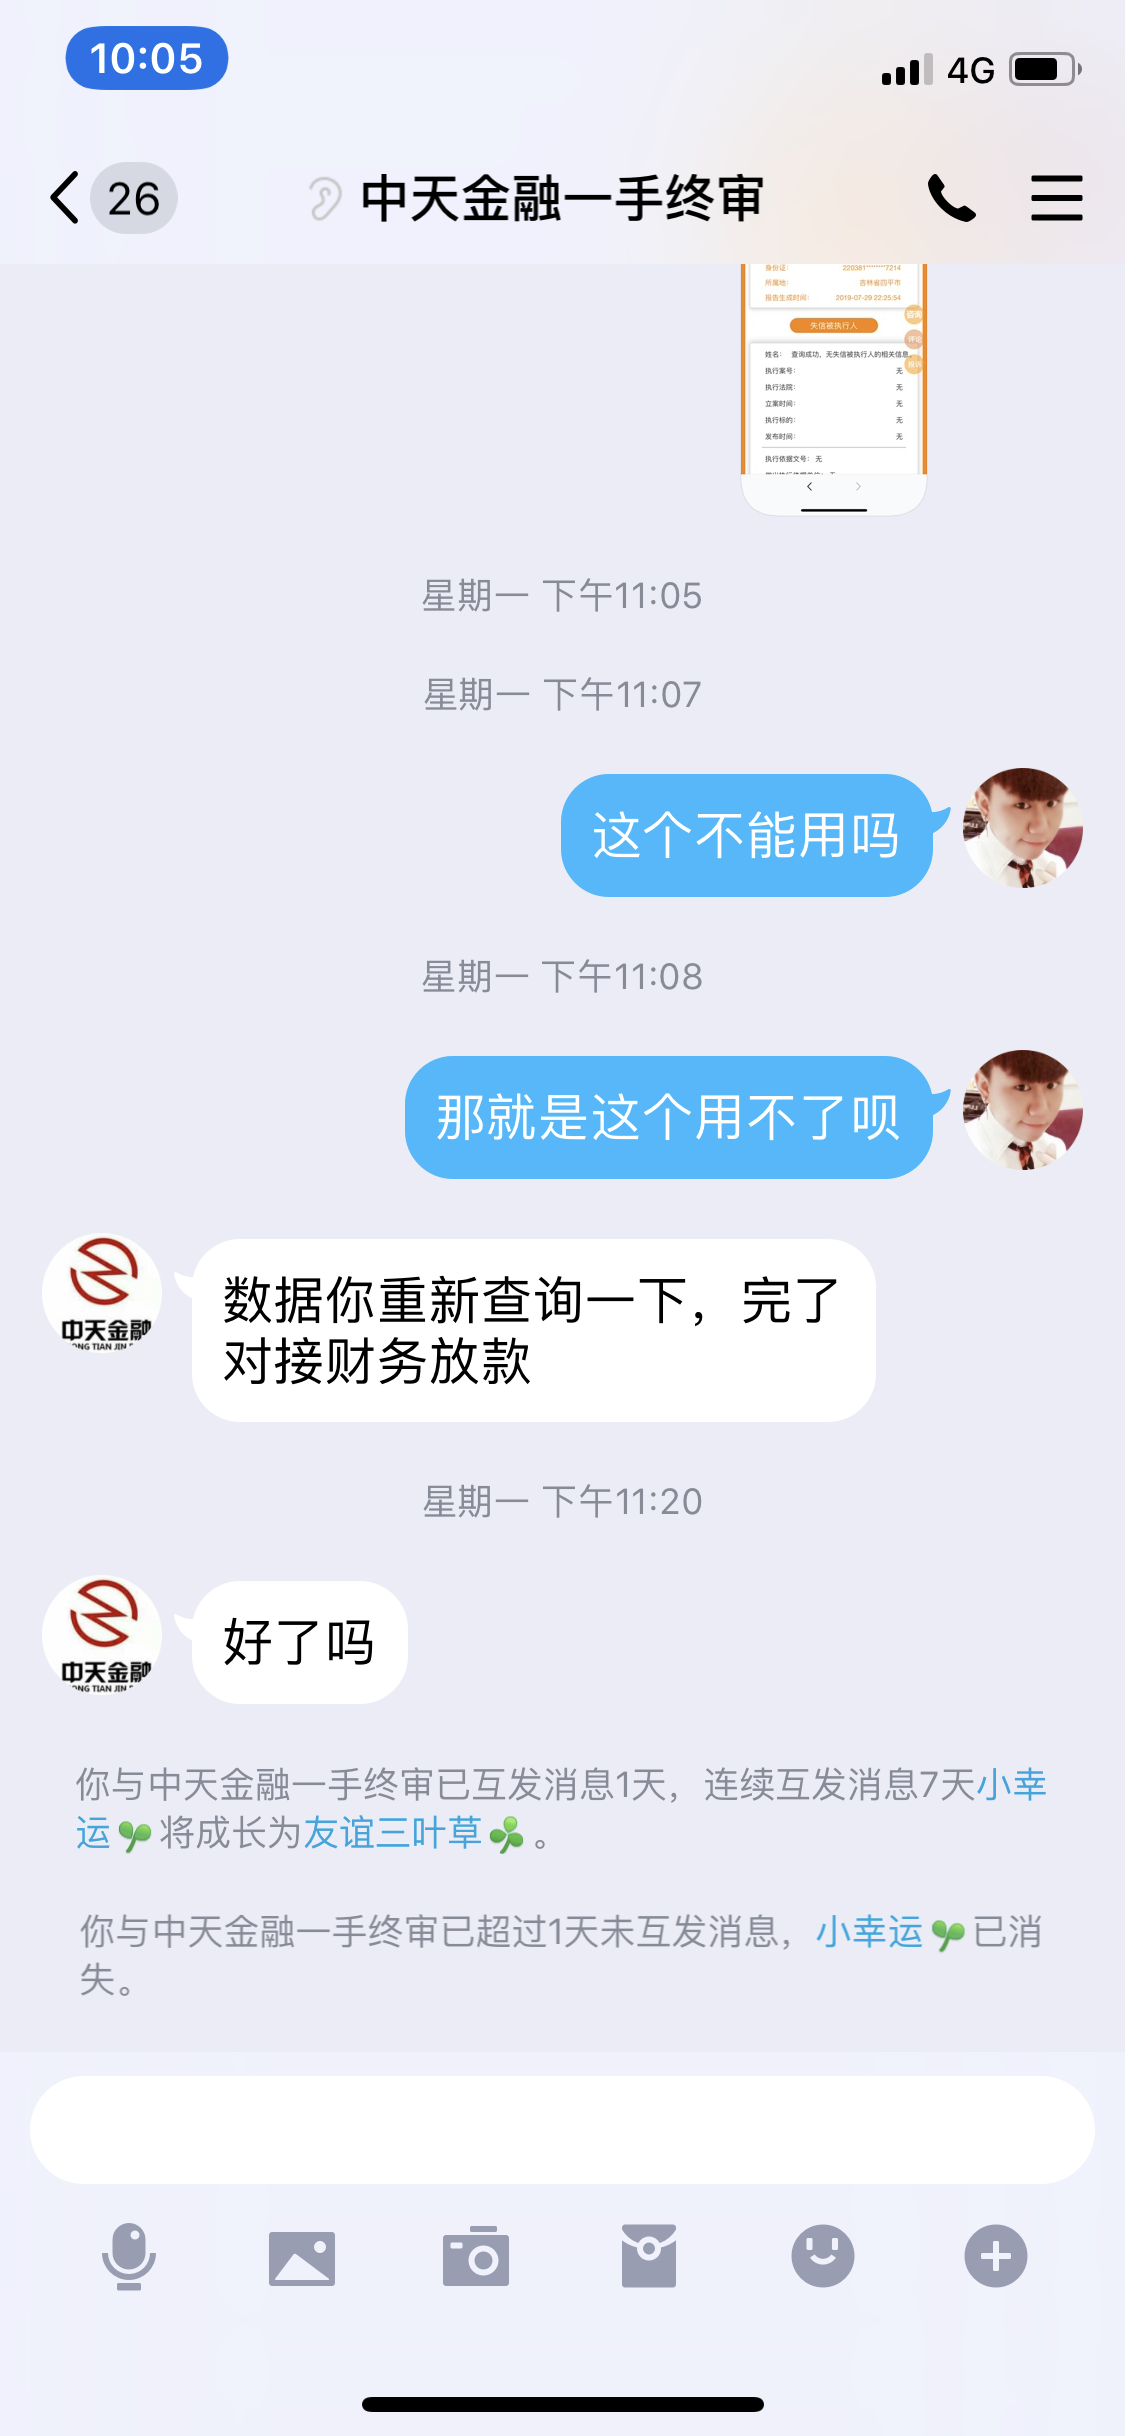 10:05
4G
26
中天金融一手终审
身份证: 220381********7214
所属地: 吉林省四平市
报告生成时间: 2019-07-29 22:25:54
咨询
失信被执行人
评论
姓名: 查询成功，无失信被执行人的相关信息。
投诉
执行案号: 无
执行法院: 无
立案时间: 无
执行标的: 无
发布时间: 无
执行依据文号: 无
星期一 下午11:05
星期一 下午11:07
这个不能用吗
星期一 下午11:08
那就是这个用不了呗
中天金融
数据你重新查询一下，完了
对接财务放款
星期一 下午11:20
中天金融
好了吗
你与中天金融一手终审已互发消息1天，连续互发消息7天小幸
运将成长为友谊三叶草。
你与中天金融一手终审已超过1天未互发消息，小幸运已消
失。